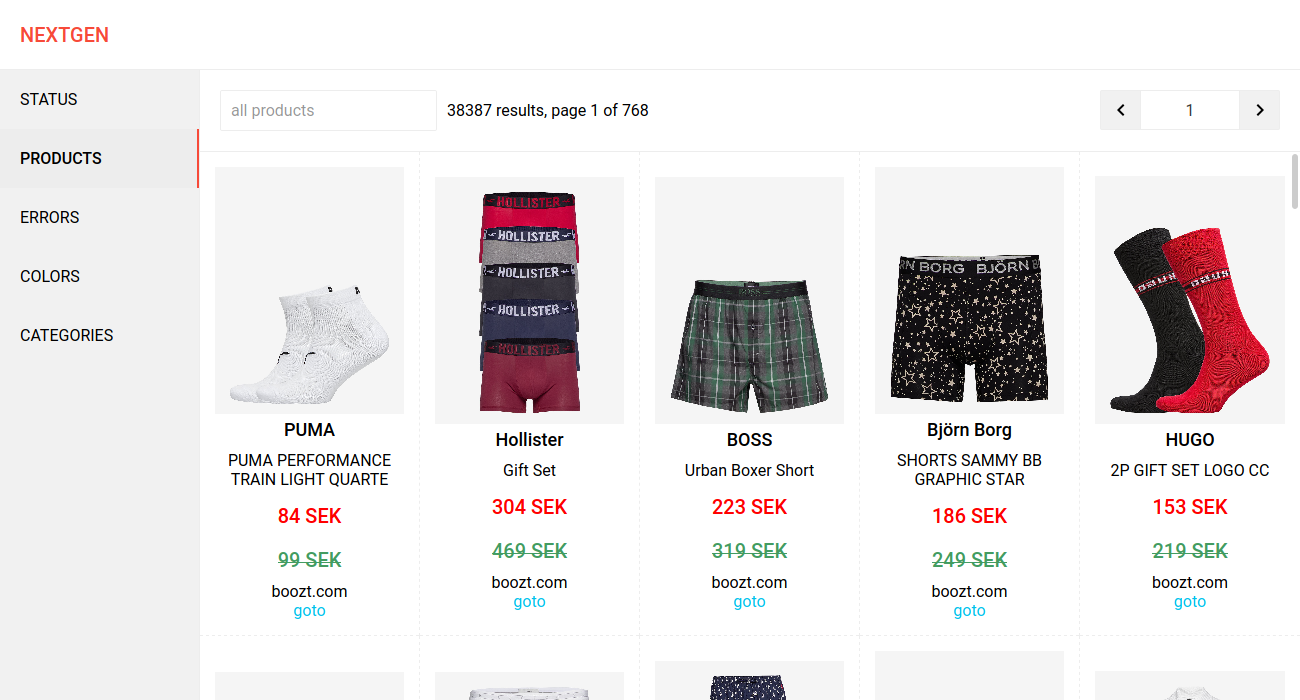 NEXTGEN
STATUS
PRODUCTS
ERRORS
COLORS
CATEGORIES
all products
38387 results, page 1 of 768
1
HOLLISTER
HOLLISTER
HOLLISTER
HOLLISTER
HOLLISTER
RN BORG BJÖRN B
PUMA
PUMA PERFORMANCE
TRAIN LIGHT QUARTE
84 SEK
99 SEK
boozt.com
goto
Hollister
Gift Set
304 SEK
469 SEK
boozt.com
goto
BOSS
Urban Boxer Short
223 SEK
319 SEK
boozt.com
goto
Björn Borg
SHORTS SAMMY BB
GRAPHIC STAR
186 SEK
249 SEK
boozt.com
goto
HUGO
2P GIFT SET LOGO CC
153 SEK
219 SEK
boozt.com
goto